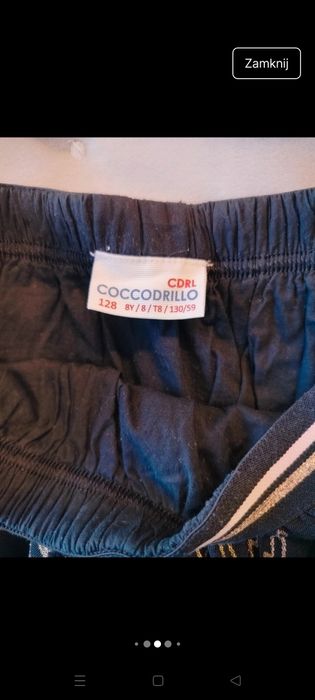 Zamknij
CDRL
COCCODRILLO
128 8Y / 8 / T8 / 130/59